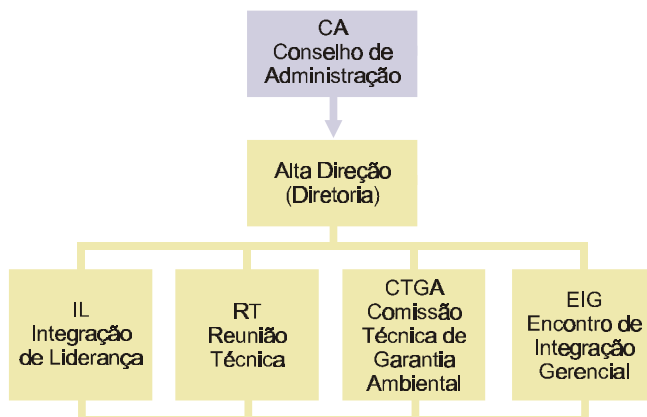 CA
Conselho de
Administração
Alta Direção
(Diretoria)
IL
Integração
de Liderança
RT
Reunião
Técnica
CTGA
Comissão
Técnica de
Garantia
Ambiental
EIG
Encontro de
Integração
Gerencial